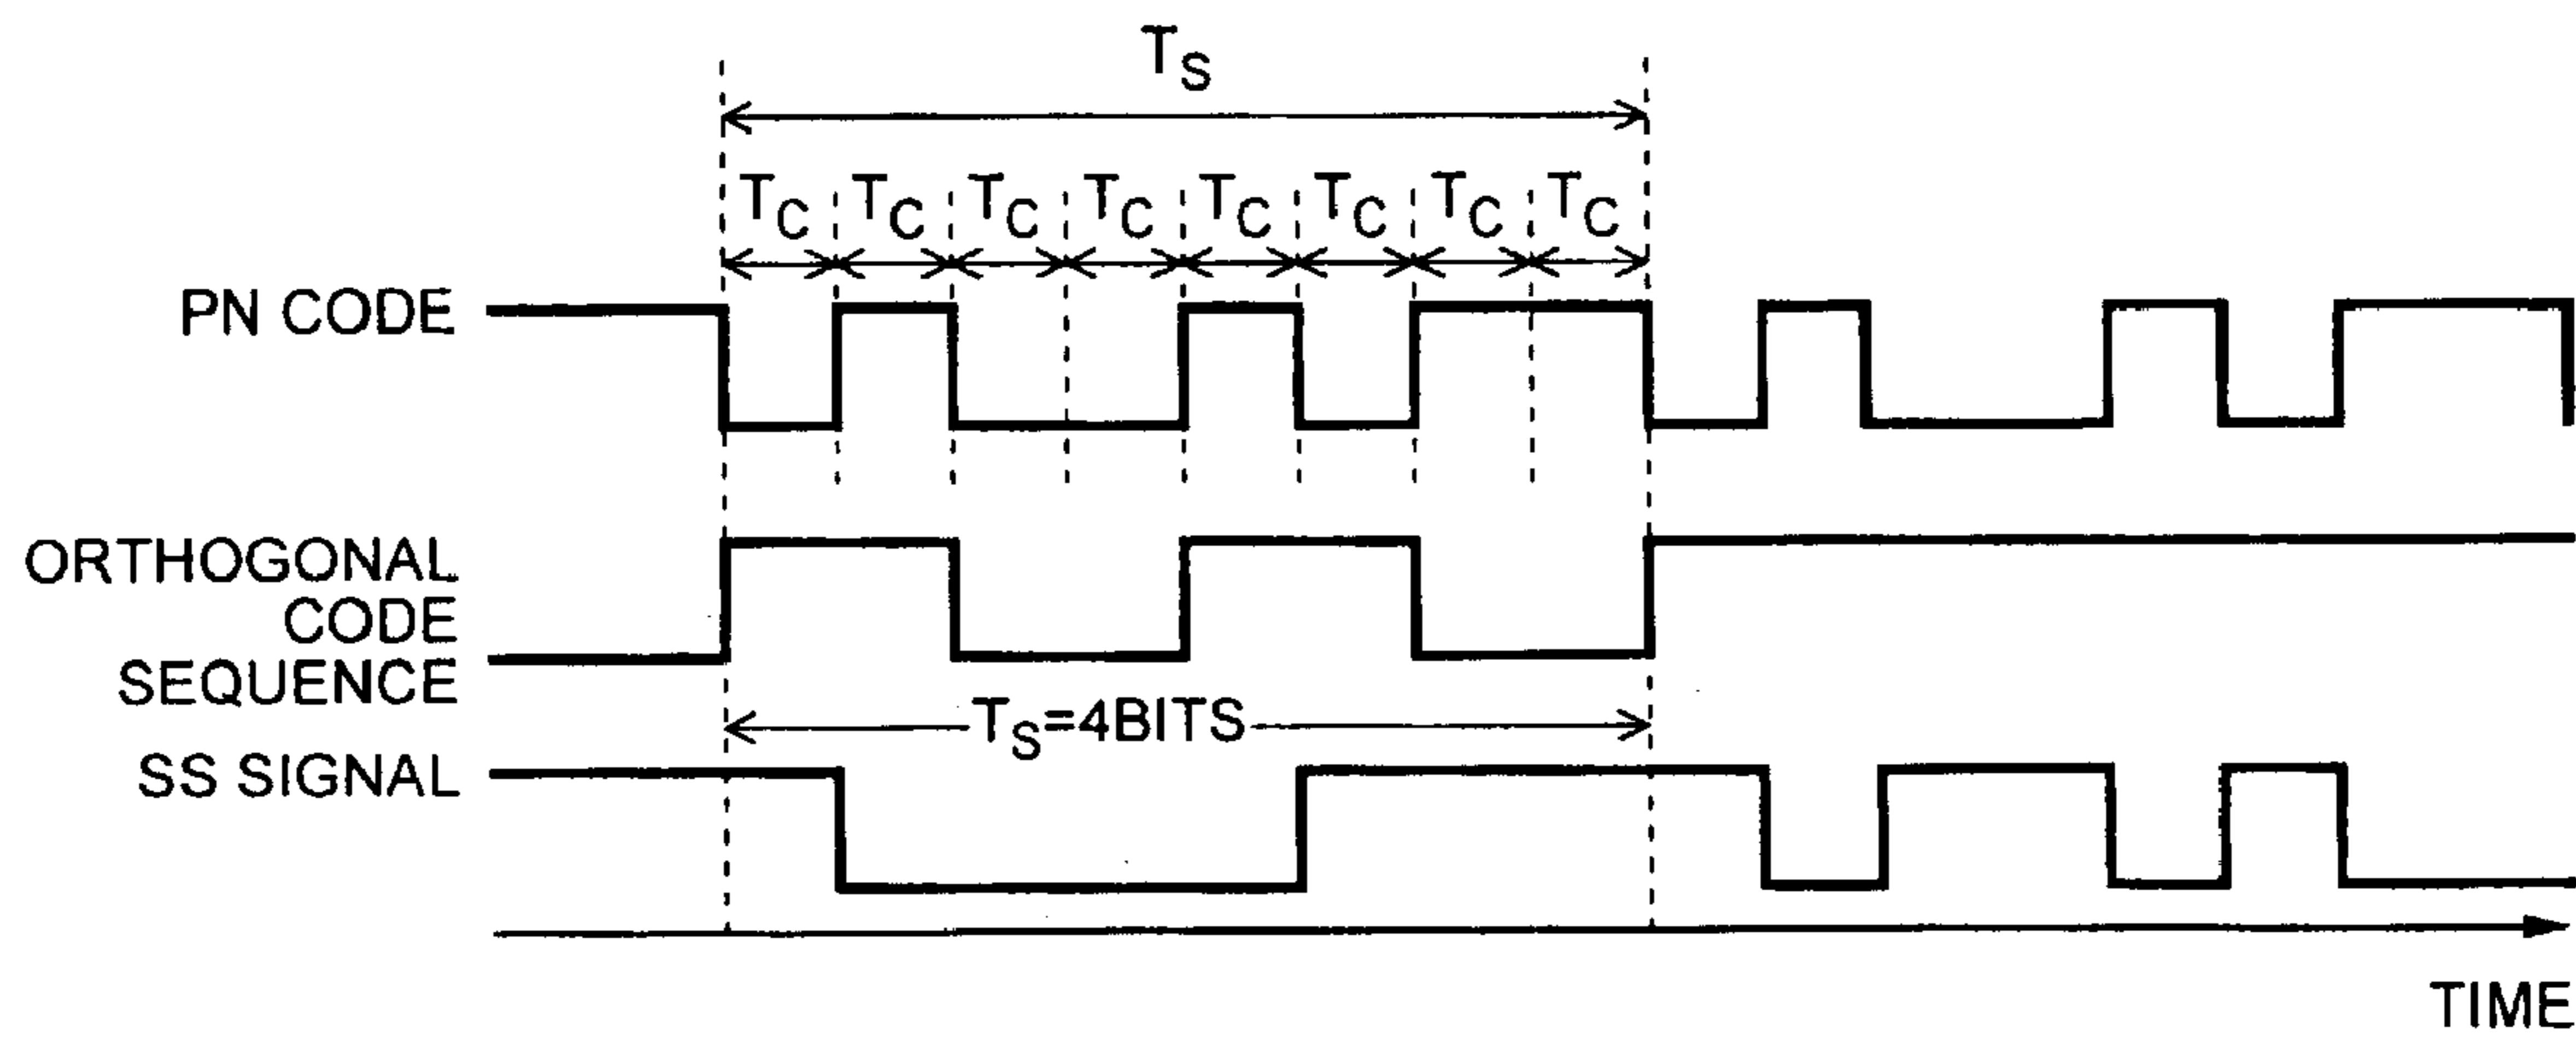 TS
TC TC TC TC TC TC TC TC
PN CODE
ORTHOGONAL
CODE
SEQUENCE
TS=4BITS
SS SIGNAL
TIME